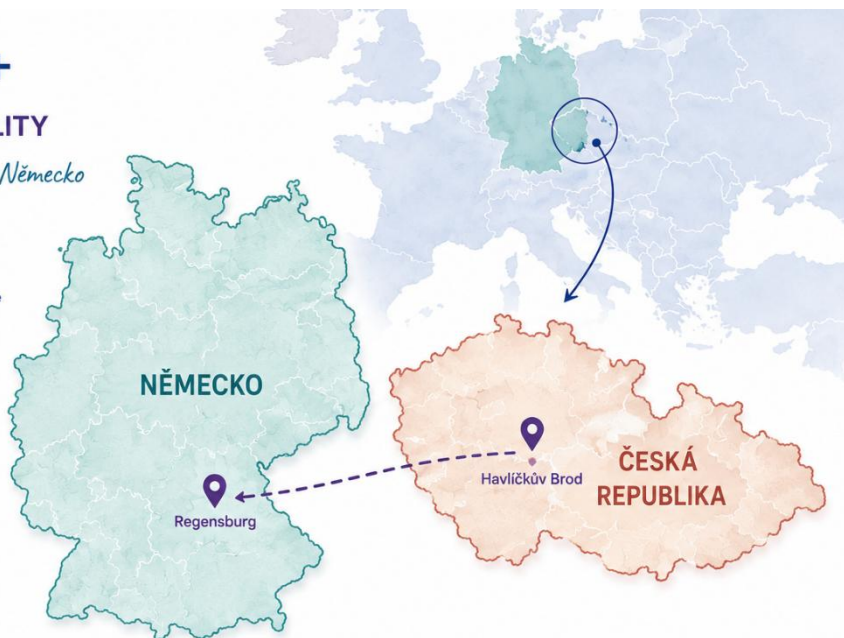 +
LITY
Německo
NĚMECKO
Regensburg
Havlíčkův Brod
ČESKÁ
REPUBLIKA